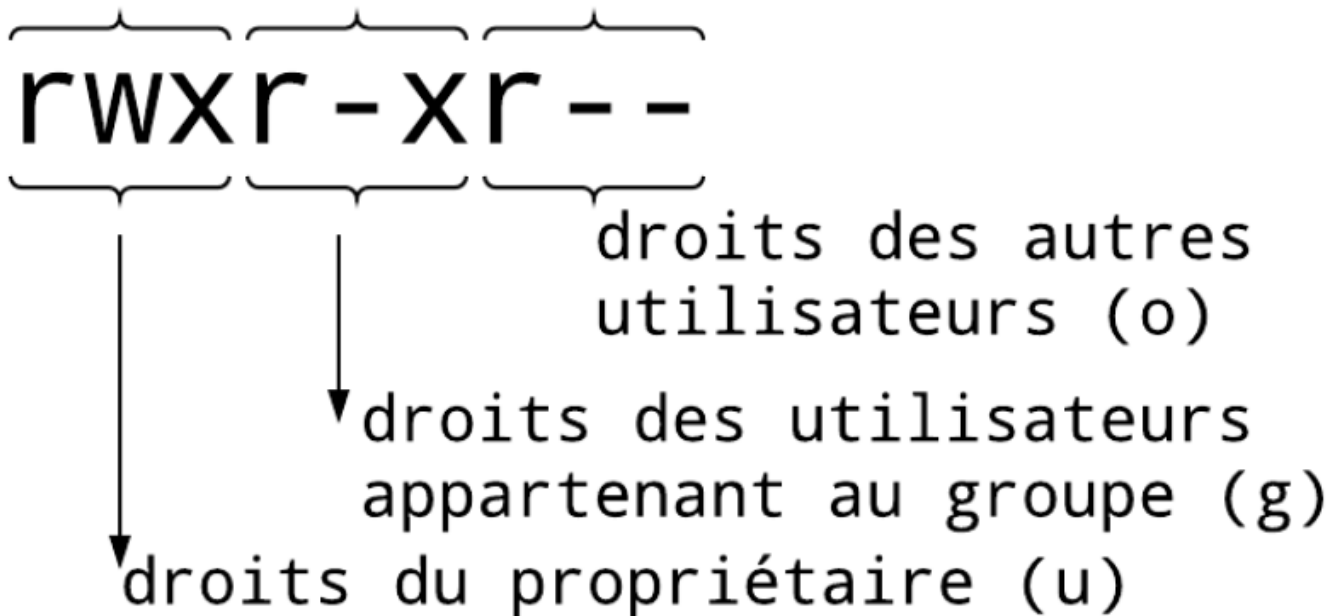 rwxr-xr--
droits des autres
utilisateurs (o)
droits des utilisateurs
appartenant au groupe (g)
droits du propriétaire (u)